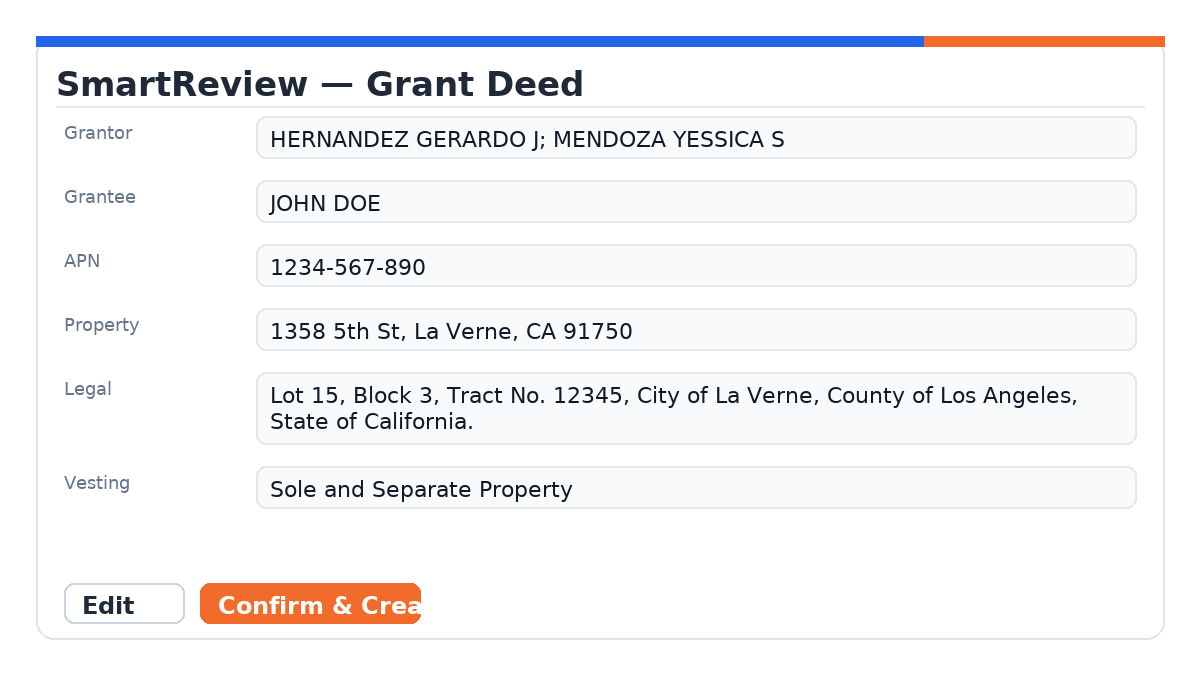 SmartReview — Grant Deed
Grantor
HERNANDEZ GERARDO J; MENDOZA YESSICA S
Grantee
JOHN DOE
APN
1234-567-890
Property
1358 5th St, La Verne, CA 91750
Legal
Lot 15, Block 3, Tract No. 12345, City of La Verne, County of Los Angeles,
State of California.
Vesting
Sole and Separate Property
Edit
Confirm & Crea